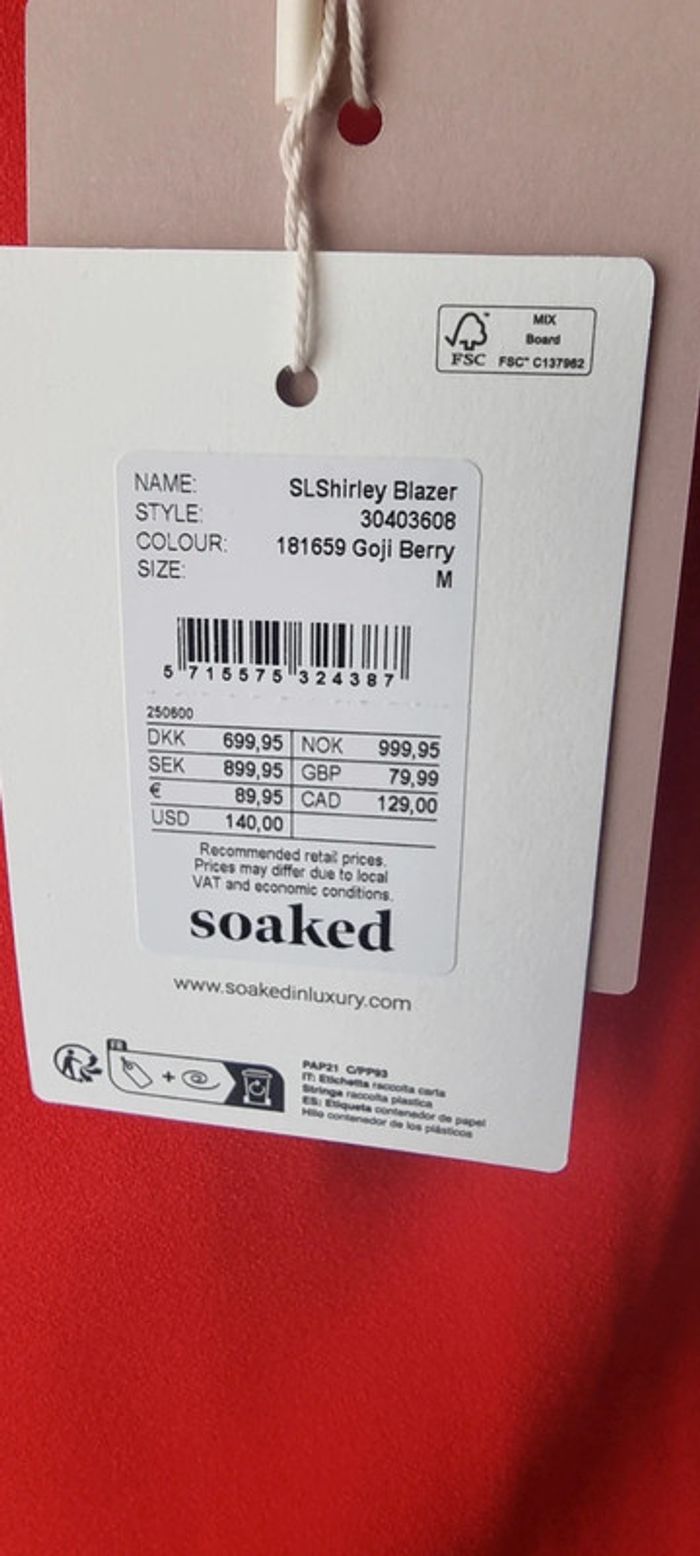 MIX
Board
FSC™ C137962
FSC
NAME: SLShirley Blazer
STYLE: 30403608
COLOUR: 181659 Goji Berry
SIZE: M
5 715575 324387
250600
DKK 699,95 NOK 999,95
SEK 899,95 GBP 79,99
€ 89,95 CAD 129,00
USD 140,00
Recommended retail prices.
Prices may differ due to local
VAT and economic conditions.
soaked
www.soakedinluxury.com
FR
+
PAP21 C/PP93
IT: Etichetta raccolta carta
Stringa raccolta plastica
ES: Etiqueta contenedor de papel
Hilo contenedor de los plásticos